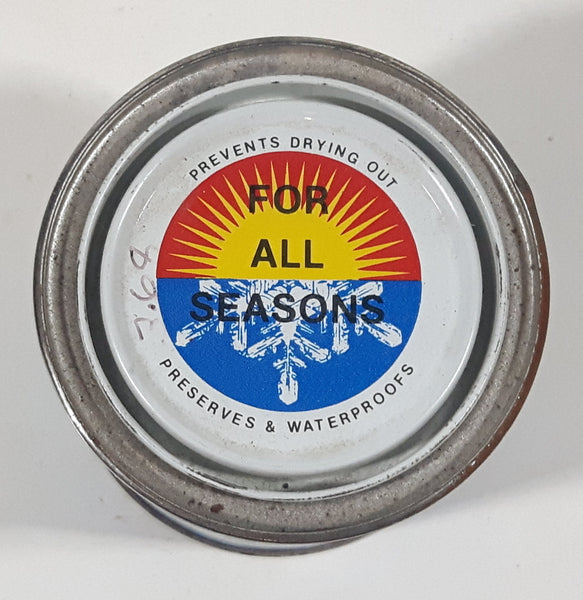 PREVENTS DRYING OUT
FOR
ALL
SEASONS
PRESERVES & WATERPROOFS